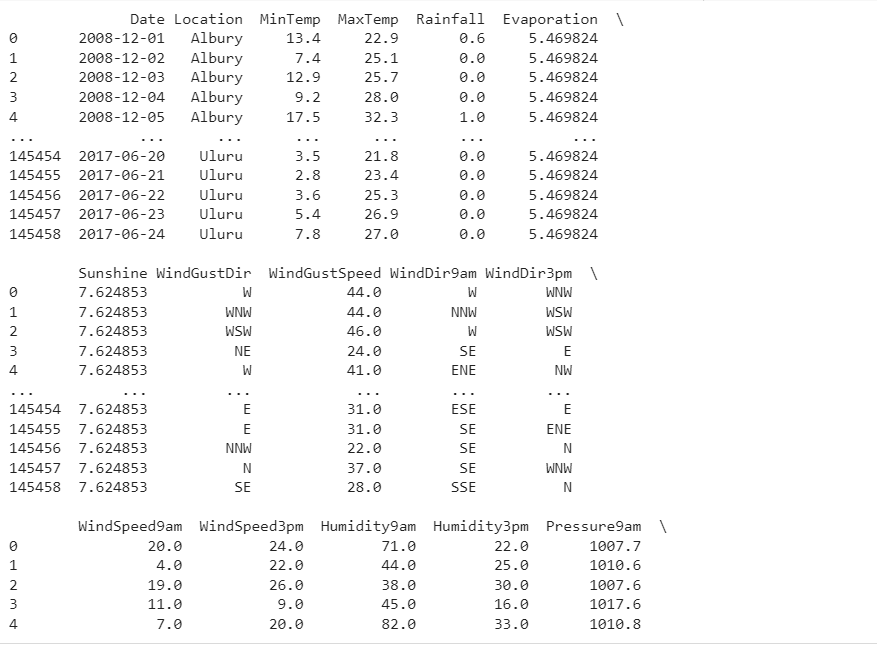 Date Location MinTemp MaxTemp Rainfall Evaporation \
0 2008-12-01 Albury 13.4 22.9 0.6 5.469824
1 2008-12-02 Albury 7.4 25.1 0.0 5.469824
2 2008-12-03 Albury 12.9 25.7 0.0 5.469824
3 2008-12-04 Albury 9.2 28.0 0.0 5.469824
4 2008-12-05 Albury 17.5 32.3 1.0 5.469824
... ... ... ... ... ... ...
145454 2017-06-20 Uluru 3.5 21.8 0.0 5.469824
145455 2017-06-21 Uluru 2.8 23.4 0.0 5.469824
145456 2017-06-22 Uluru 3.6 25.3 0.0 5.469824
145457 2017-06-23 Uluru 5.4 26.9 0.0 5.469824
145458 2017-06-24 Uluru 7.8 27.0 0.0 5.469824
Sunshine WindGustDir WindGustSpeed WindDir9am WindDir3pm \
0 7.624853 W 44.0 W WNW
1 7.624853 WNW 44.0 NNW WSW
2 7.624853 WSW 46.0 W WSW
3 7.624853 NE 24.0 SE E
4 7.624853 W 41.0 ENE NW
... ... ... ... ... ...
145454 7.624853 E 31.0 ESE E
145455 7.624853 E 31.0 SE ENE
145456 7.624853 NNW 22.0 SE N
145457 7.624853 N 37.0 SE WNW
145458 7.624853 SE 28.0 SSE N
WindSpeed9am WindSpeed3pm Humidity9am Humidity3pm Pressure9am \
0 20.0 24.0 71.0 22.0 1007.7
1 4.0 22.0 44.0 25.0 1010.6
2 19.0 26.0 38.0 30.0 1007.6
3 11.0 9.0 45.0 16.0 1017.6
4 7.0 20.0 82.0 33.0 1010.8